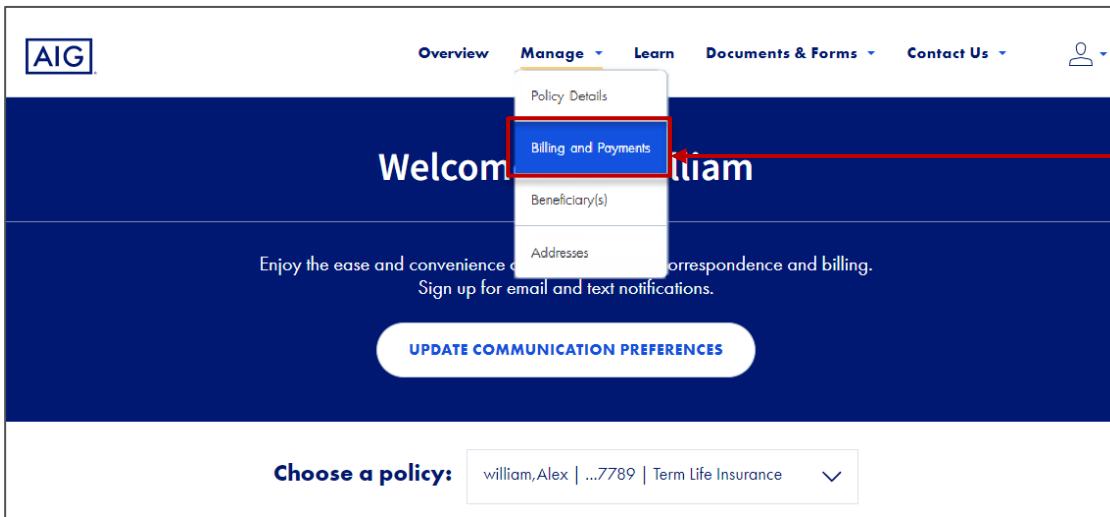 AIG
Overview Manage Learn Documents & Forms Contact Us
Policy Details
Billing and Payments
Welcom lliam
Beneficiary(s)
Addresses
Enjoy the ease and convenience orrespondence and billing.
Sign up for email and text notifications.
UPDATE COMMUNICATION PREFERENCES
Choose a policy: william,Alex | ...7789 | Term Life Insurance